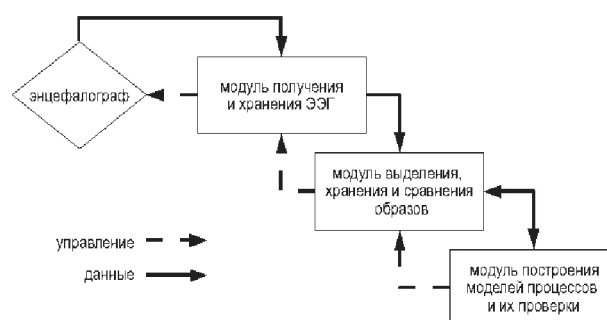 энцефалограф
модуль получения
и хранения ЭЭГ
модуль выделения,
хранения и сравнения
образов
управление
данные
модуль построения
моделей процессов
и их проверки